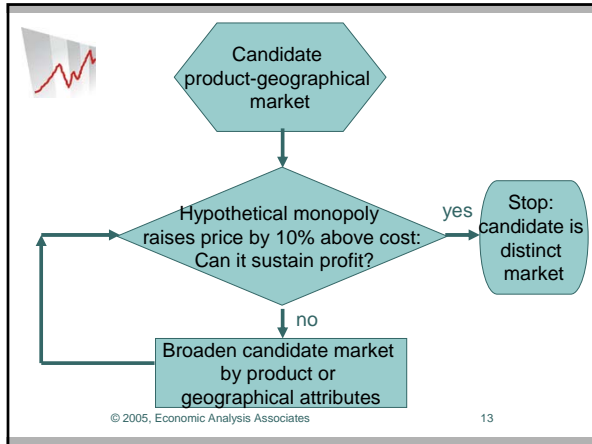 Candidate
product-geographical
market
Hypothetical monopoly
raises price by 10% above cost:
Can it sustain profit?
yes
Stop:
candidate is
distinct
market
no
Broaden candidate market
by product or
geographical attributes
© 2005, Economic Analysis Associates
13